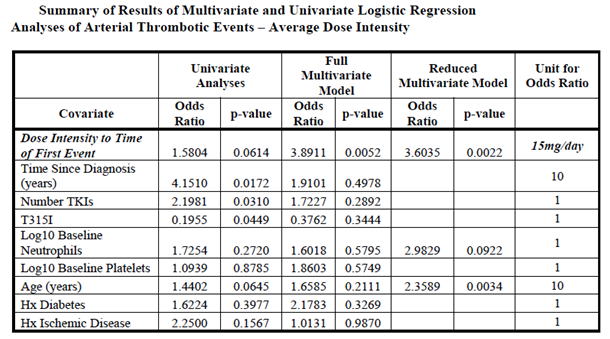 Summary of Results of Multivariate and Univariate Logistic Regression
Analyses of Arterial Thrombotic Events – Average Dose Intensity
Univariate Analyses | Full Multivariate Model | Reduced Multivariate Model | Unit for Odds Ratio
Covariate | Odds Ratio | p-value | Odds Ratio | p-value | Odds Ratio | p-value
Dose Intensity to Time of First Event | 1.5804 | 0.0614 | 3.8911 | 0.0052 | 3.6035 | 0.0022 | 15mg/day
Time Since Diagnosis (years) | 4.1510 | 0.0172 | 1.9101 | 0.4978 | 10
Number TKIs | 2.1981 | 0.0310 | 1.7227 | 0.2892 | 1
T315I | 0.1955 | 0.0449 | 0.3762 | 0.3444 | 1
Log10 Baseline Neutrophils | 1.7254 | 0.2720 | 1.6018 | 0.5795 | 2.9829 | 0.0922 | 1
Log10 Baseline Platelets | 1.0939 | 0.8785 | 1.8603 | 0.5749 | 1
Age (years) | 1.4402 | 0.0645 | 1.6585 | 0.2111 | 2.3589 | 0.0034 | 10
Hx Diabetes | 1.6224 | 0.3977 | 2.1783 | 0.3269 | 1
Hx Ischemic Disease | 2.2500 | 0.1567 | 1.0131 | 0.9870 | 1